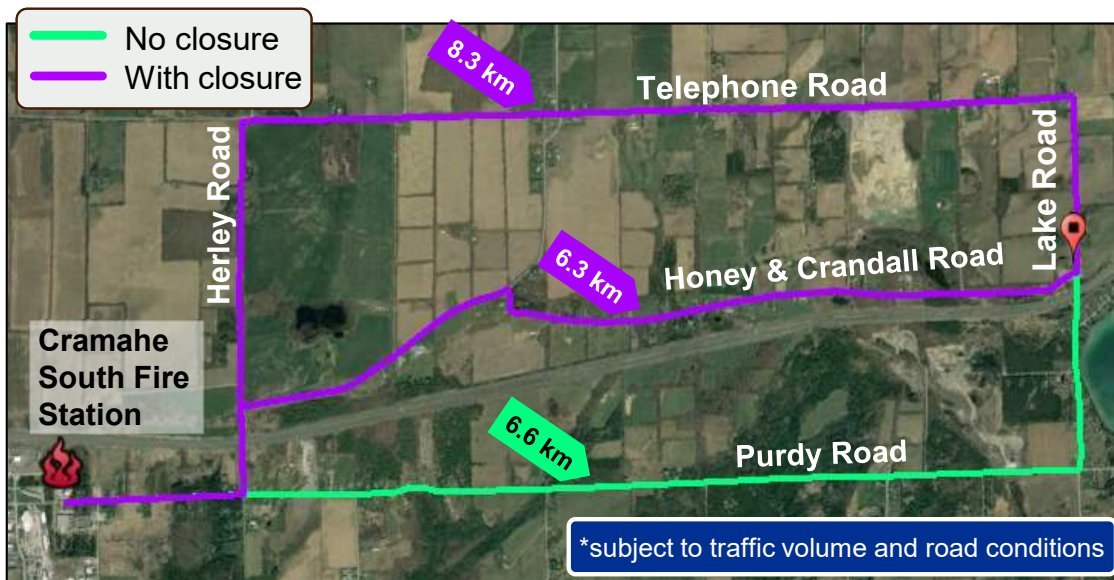 No closure
With closure
8.3 km
Telephone Road
Herley Road
Lake Road
6.3 km
Honey & Crandall Road
Cramahe
South Fire
Station
6.6 km
Purdy Road
*subject to traffic volume and road conditions